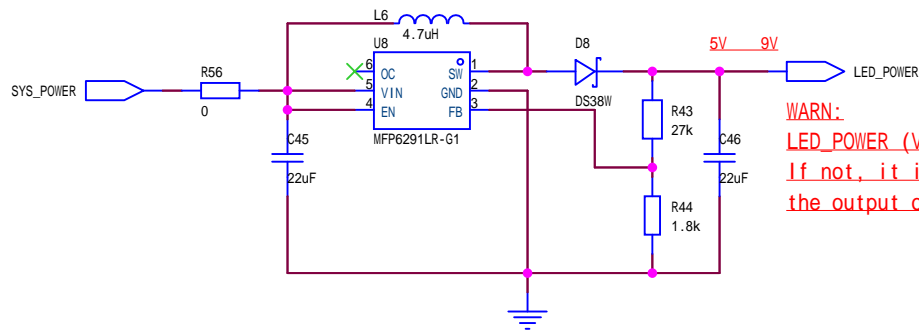 L6
4.7uH
U8
D8
5V 9V
6 OC SW 1
SYS_POWER
R56
0
5 VIN GND 2
4 EN FB 3
MFP6291LR-G1
DS38W
LED_POWER
R43
27k
C45
22uF
C46
22uF
R44
1.8k
WARN:
LED_POWER (V
If not, it i
the output o